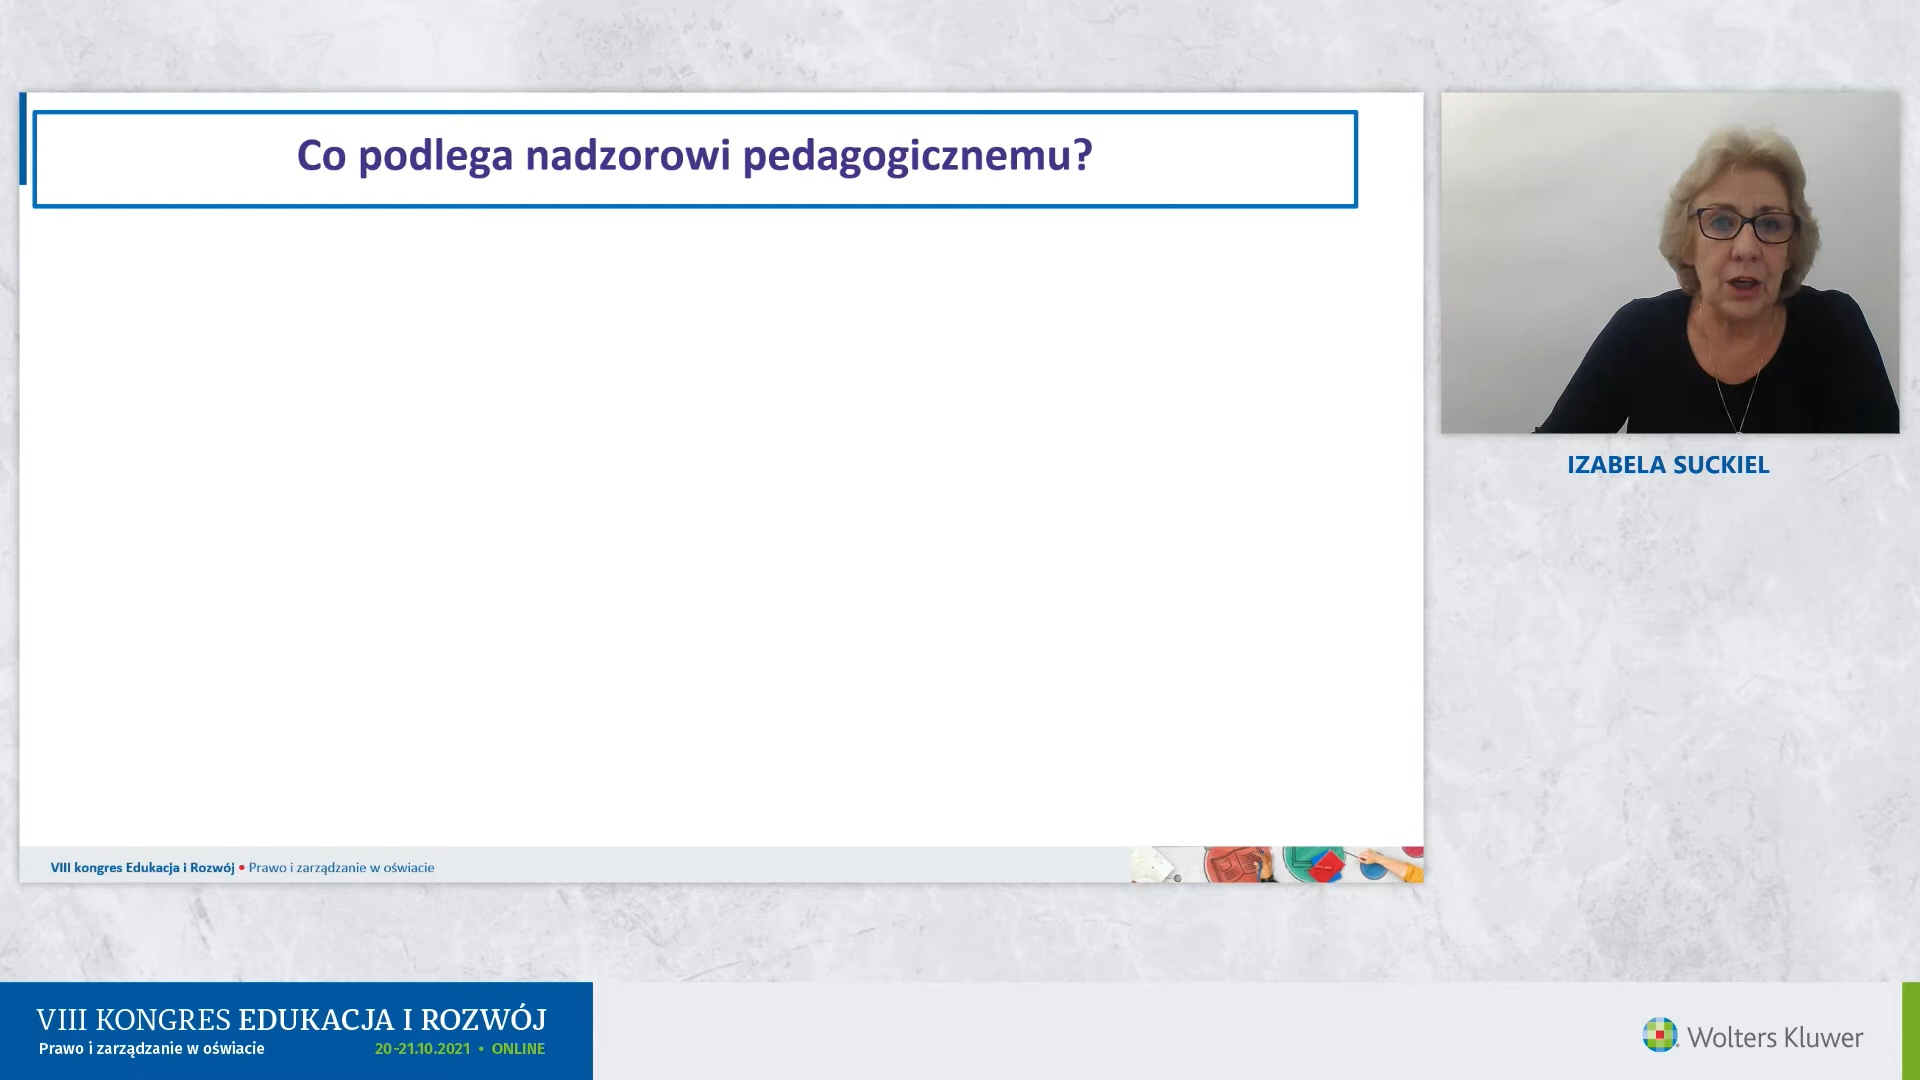 Co podlega nadzorowi pedagogicznemu?
IZABELA SUCKIEL
VIII kongres Edukacja i Rozwój • Prawo i zarządzanie w oświacie
VIII KONGRES EDUKACJA I ROZWÓJ
Prawo i zarządzanie w oświacie 20-21.10.2021 • ONLINE
Wolters Kluwer